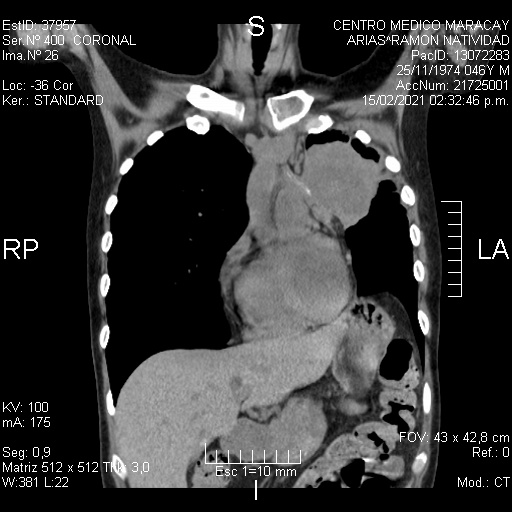 EstID: 37957
Ser.Nº 400 CORONAL
Ima.Nº 26
Loc: -36 Cor
Ker.: STANDARD
S
CENTRO MEDICO MARACAY
ARIAS^RAMON NATIVIDAD
PacID: 13072283
25/11/1974 046Y M
AccNum: 21725001
15/02/2021 02:32:46 p.m.
RP
LA
KV: 100
mA: 175
Seg: 0,9
Matriz 512 x 512 Thk 3,0
W:381 L:22
Esc 1=10 mm
I
FOV: 43 x 42,8 cm
Ref.: 0
Mod.: CT